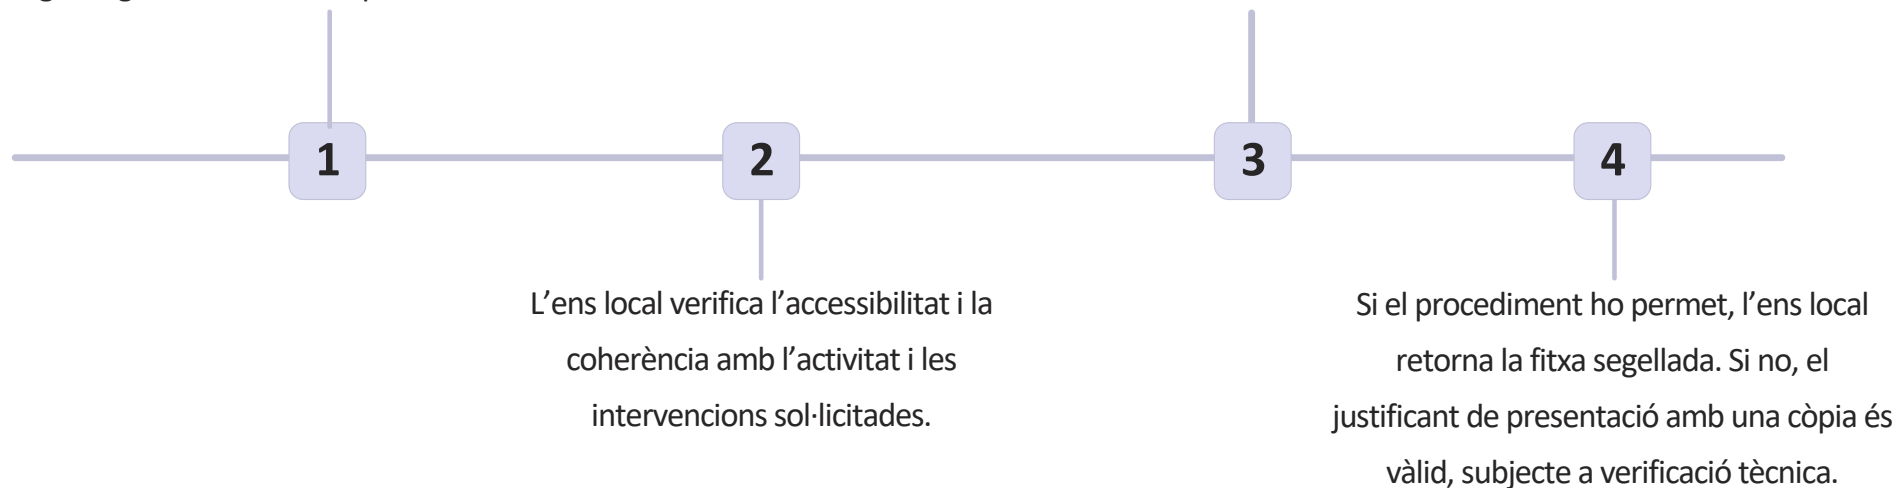 1
2
3
4
L’ens local verifica l’accessibilitat i la
coherència amb l’activitat i les
intervencions sol·licitades.
Si el procediment ho permet, l’ens local
retorna la fitxa segellada. Si no, el
justificant de presentació amb una còpia és
vàlid, subjecte a verificació tècnica.